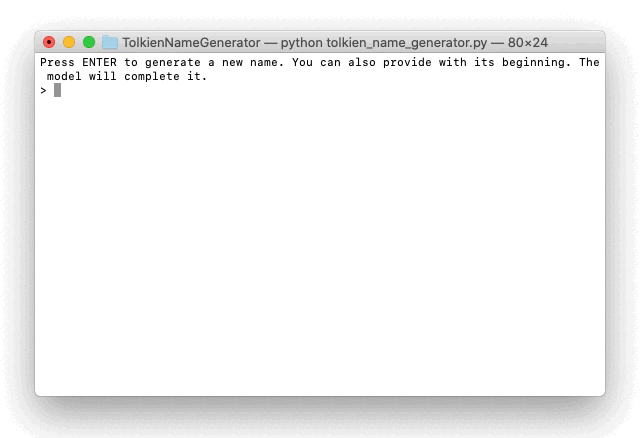 TolkienNameGenerator — python tolkien_name_generator.py — 80×24
Press ENTER to generate a new name. You can also provide with its beginning. The
 model will complete it.
>